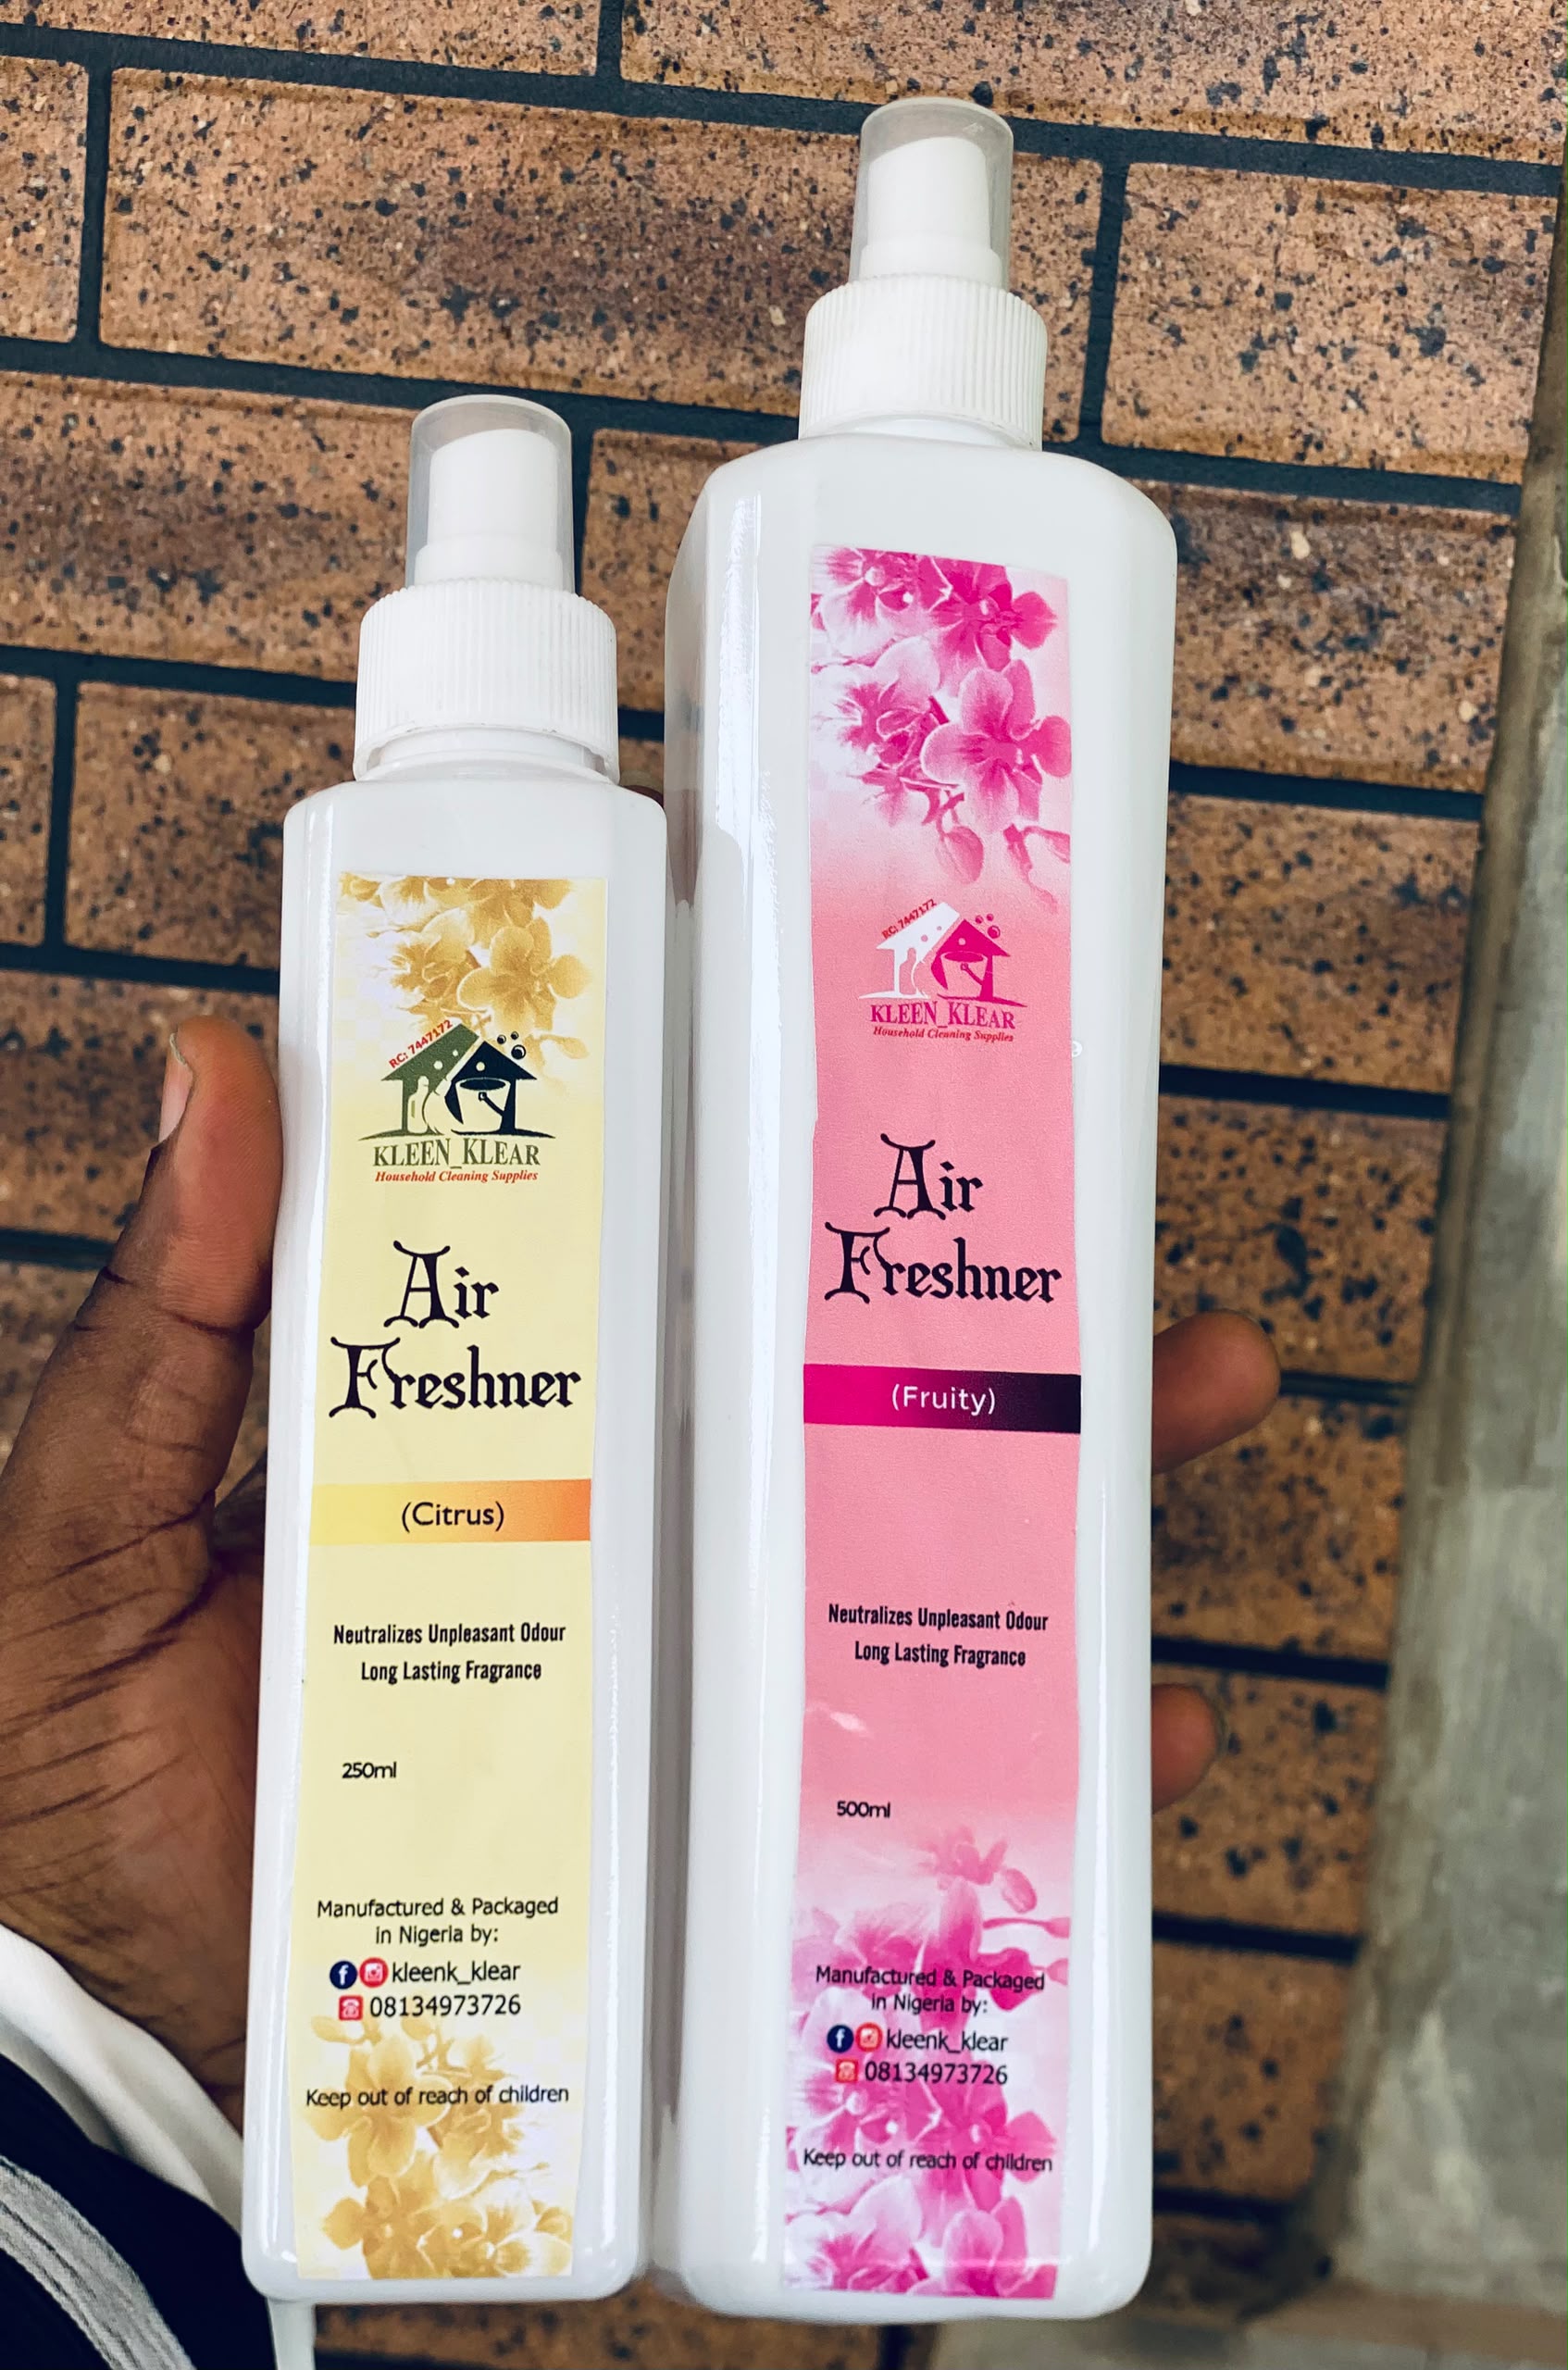 RC: 7447172
KLEEN_KLEAR
Household Cleaning Supplies
Air
Freshner
(Citrus)
Neutralizes Unpleasant Odour
Long Lasting Fragrance
250ml
Manufactured & Packaged
in Nigeria by:
kleenk_klear
08134973726
Keep out of reach of children
RC: 7447172
KLEEN_KLEAR
Household Cleaning Supplies
Air
Freshner
(Fruity)
Neutralizes Unpleasant Odour
Long Lasting Fragrance
500ml
Manufactured & Packaged
in Nigeria by:
kleenk_klear
08134973726
Keep out of reach of children